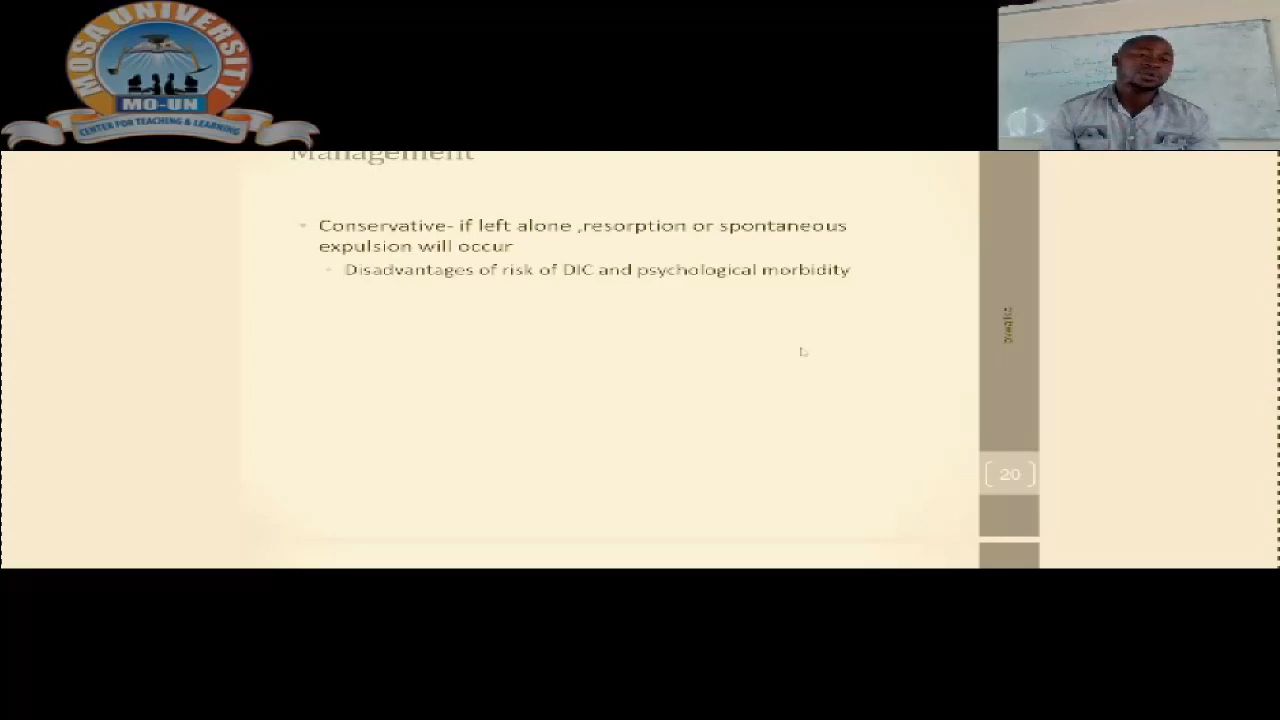 MOSA UNIVERSITY
MO-UN
CENTER FOR TEACHING & LEARNING
Management
Conservative- if left alone ,resorption or spontaneous
expulsion will occur
Disadvantages of risk of DIC and psychological morbidity
20